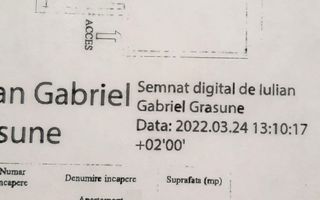 ACCES
an Gabriel
sune
Semnat digital de Iulian
Gabriel Grasune
Data: 2022.03.24 13:10:17
+02'00'
Numar
incapere
Denumire incapere
Suprafata (mp)
Apartament